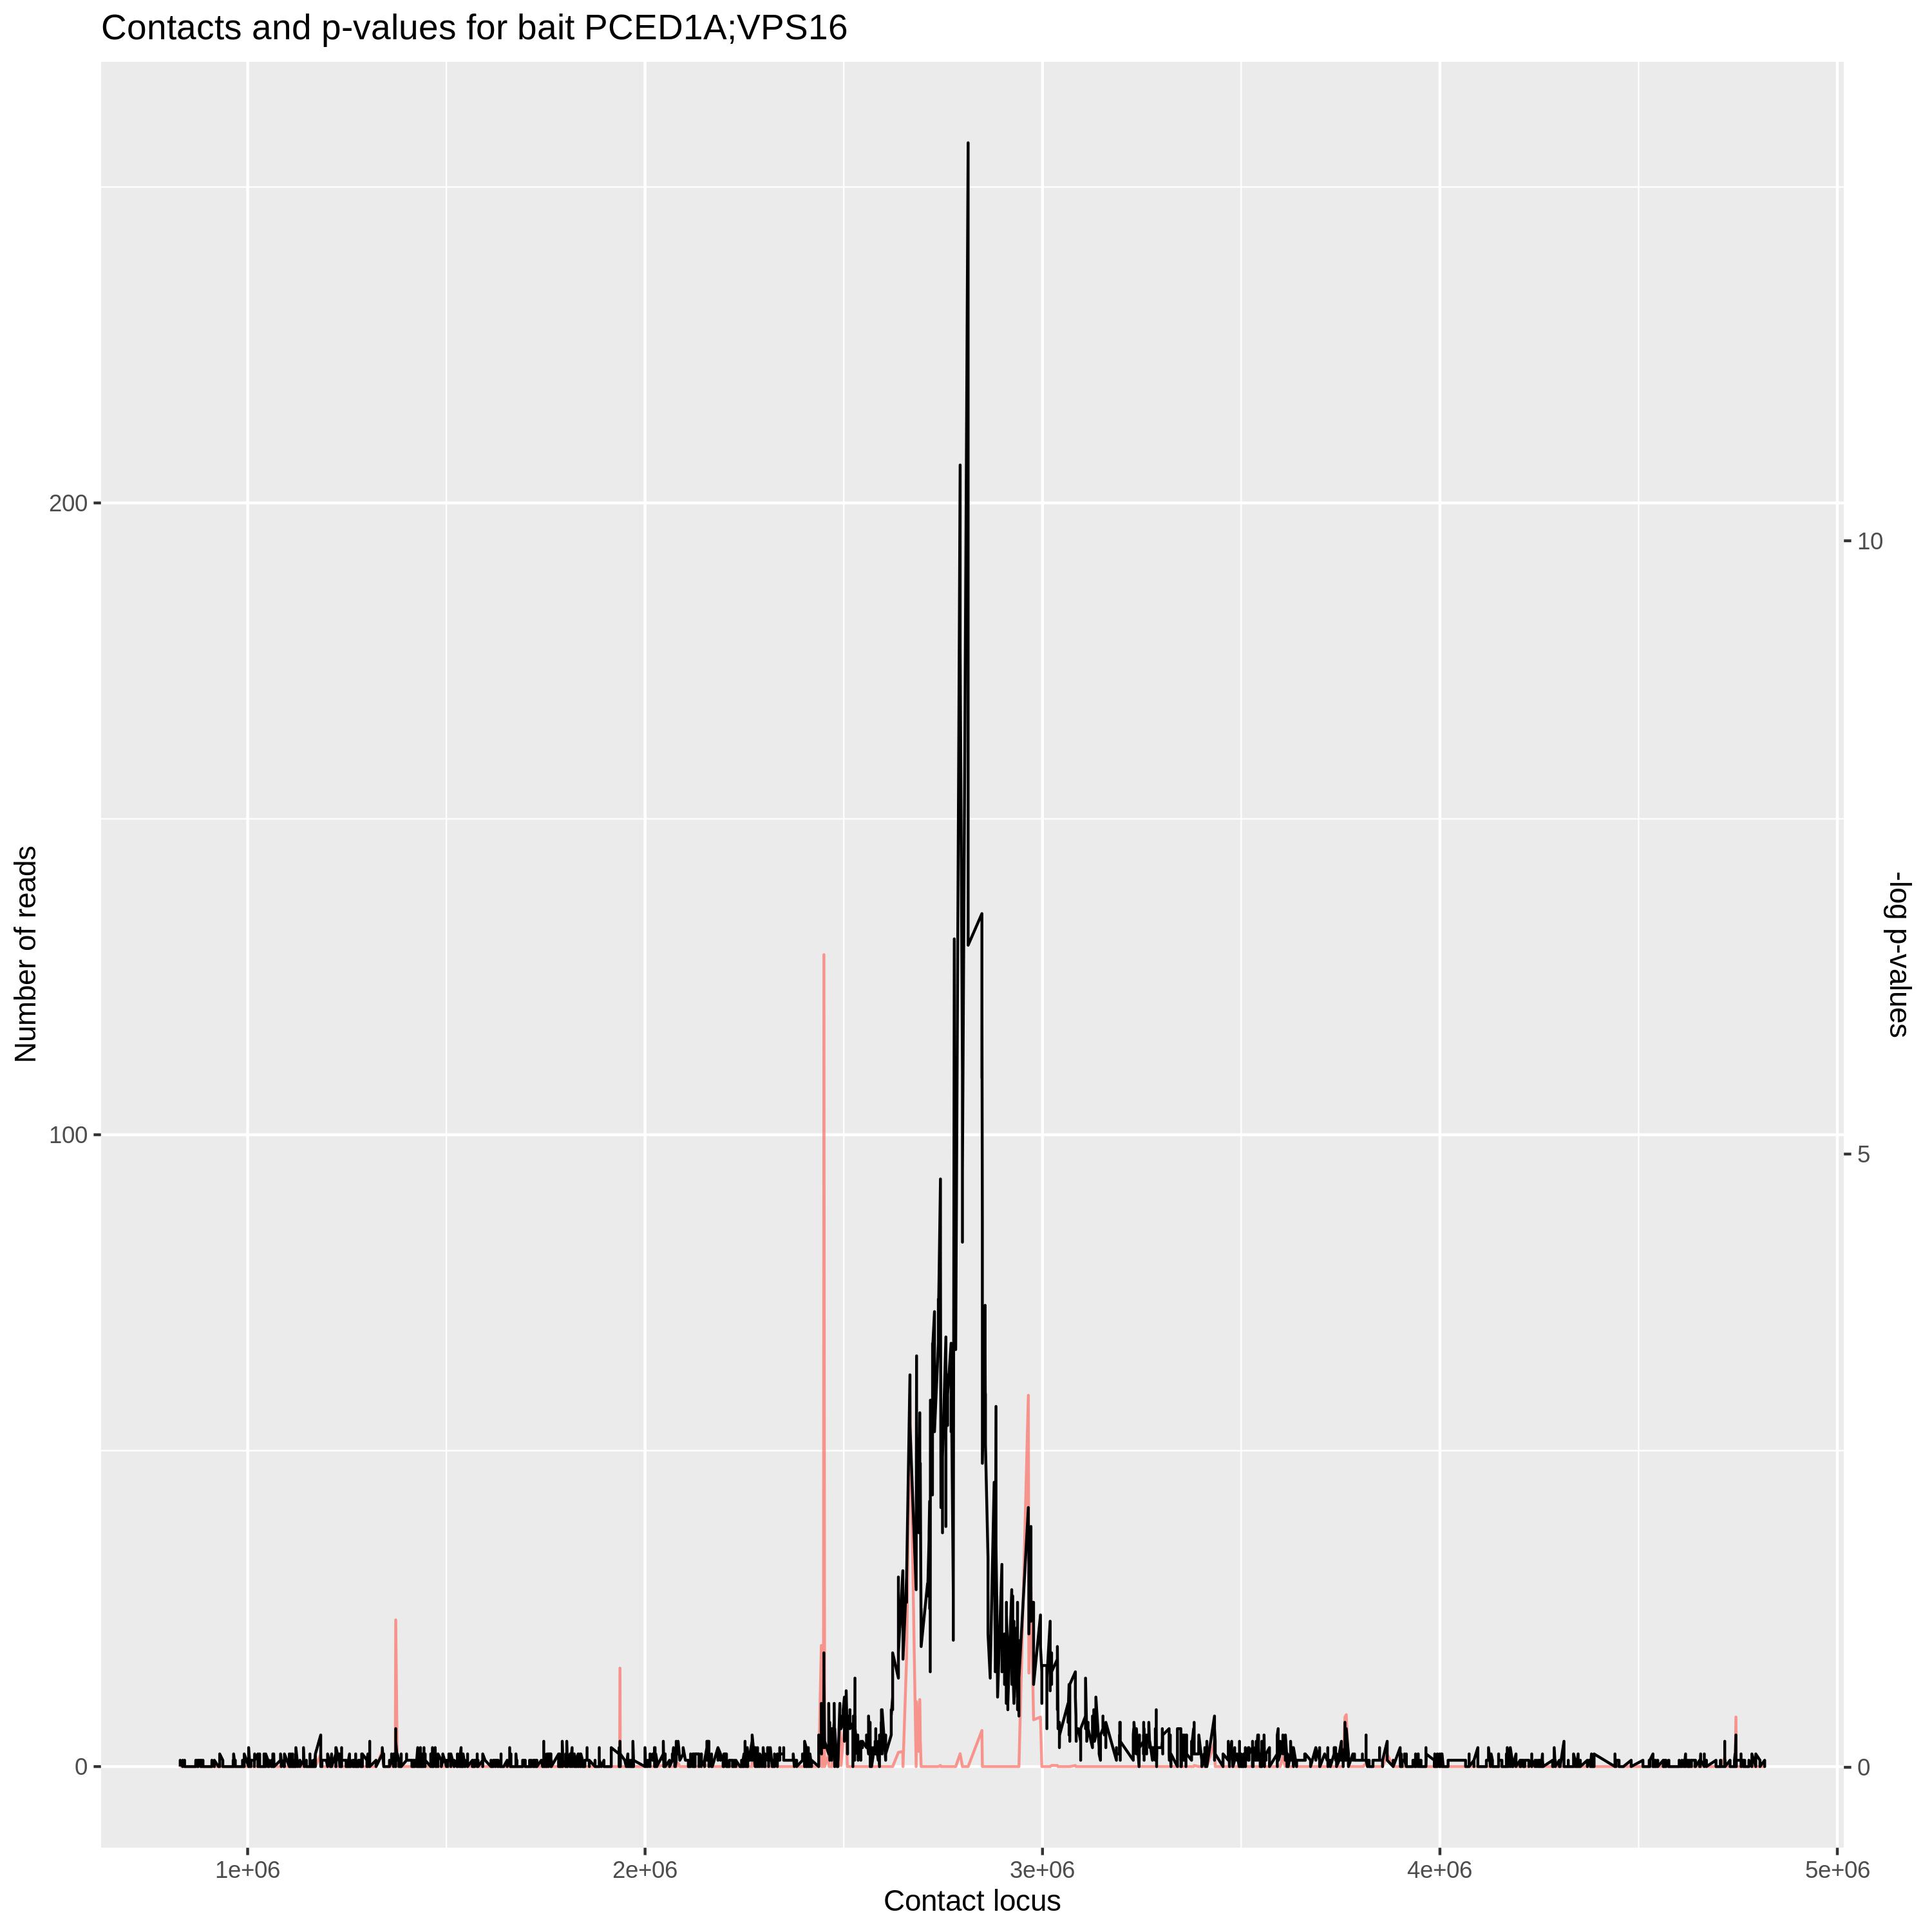 Contacts and p-values for bait PCED1A;VPS16
Number of reads
200
100
0
10
5
0
-log p-values
1e+06
2e+06
3e+06
4e+06
5e+06
Contact locus